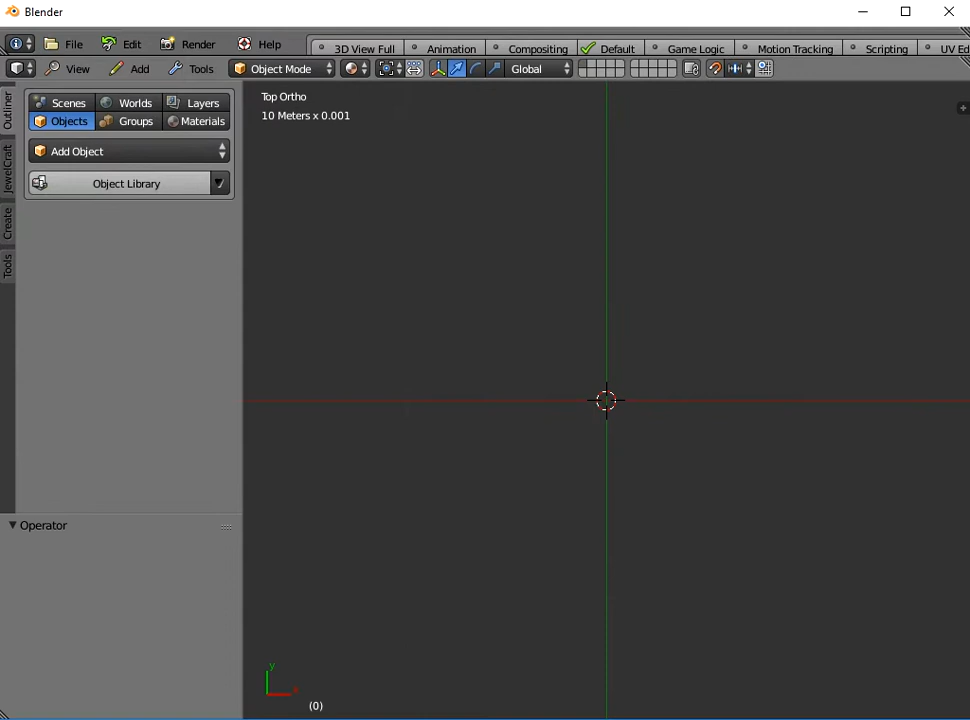 Blender
File Edit Render Help 3D View Full Animation Compositing Default Game Logic Motion Tracking Scripting UV Ed
View Add Tools Object Mode Global
Outliner
JewelCraft
Create
Tools
Scenes Worlds Layers
Objects Groups Materials
Add Object
Object Library
Operator
Top Ortho
10 Meters x 0.001
y
x
(0)